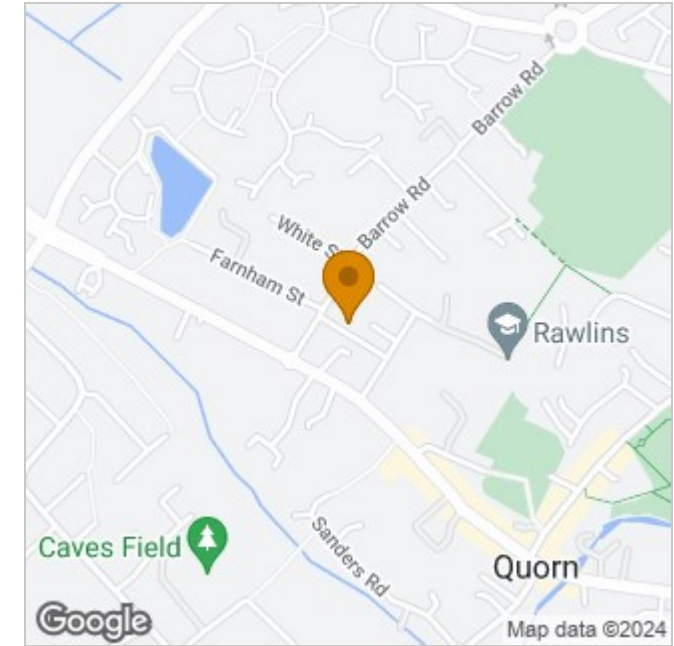 Barrow Rd
Barrow Rd
White S
Farnham St
Rawlins
Caves Field
Sanders Rd
Quorn
Google
Map data ©2024